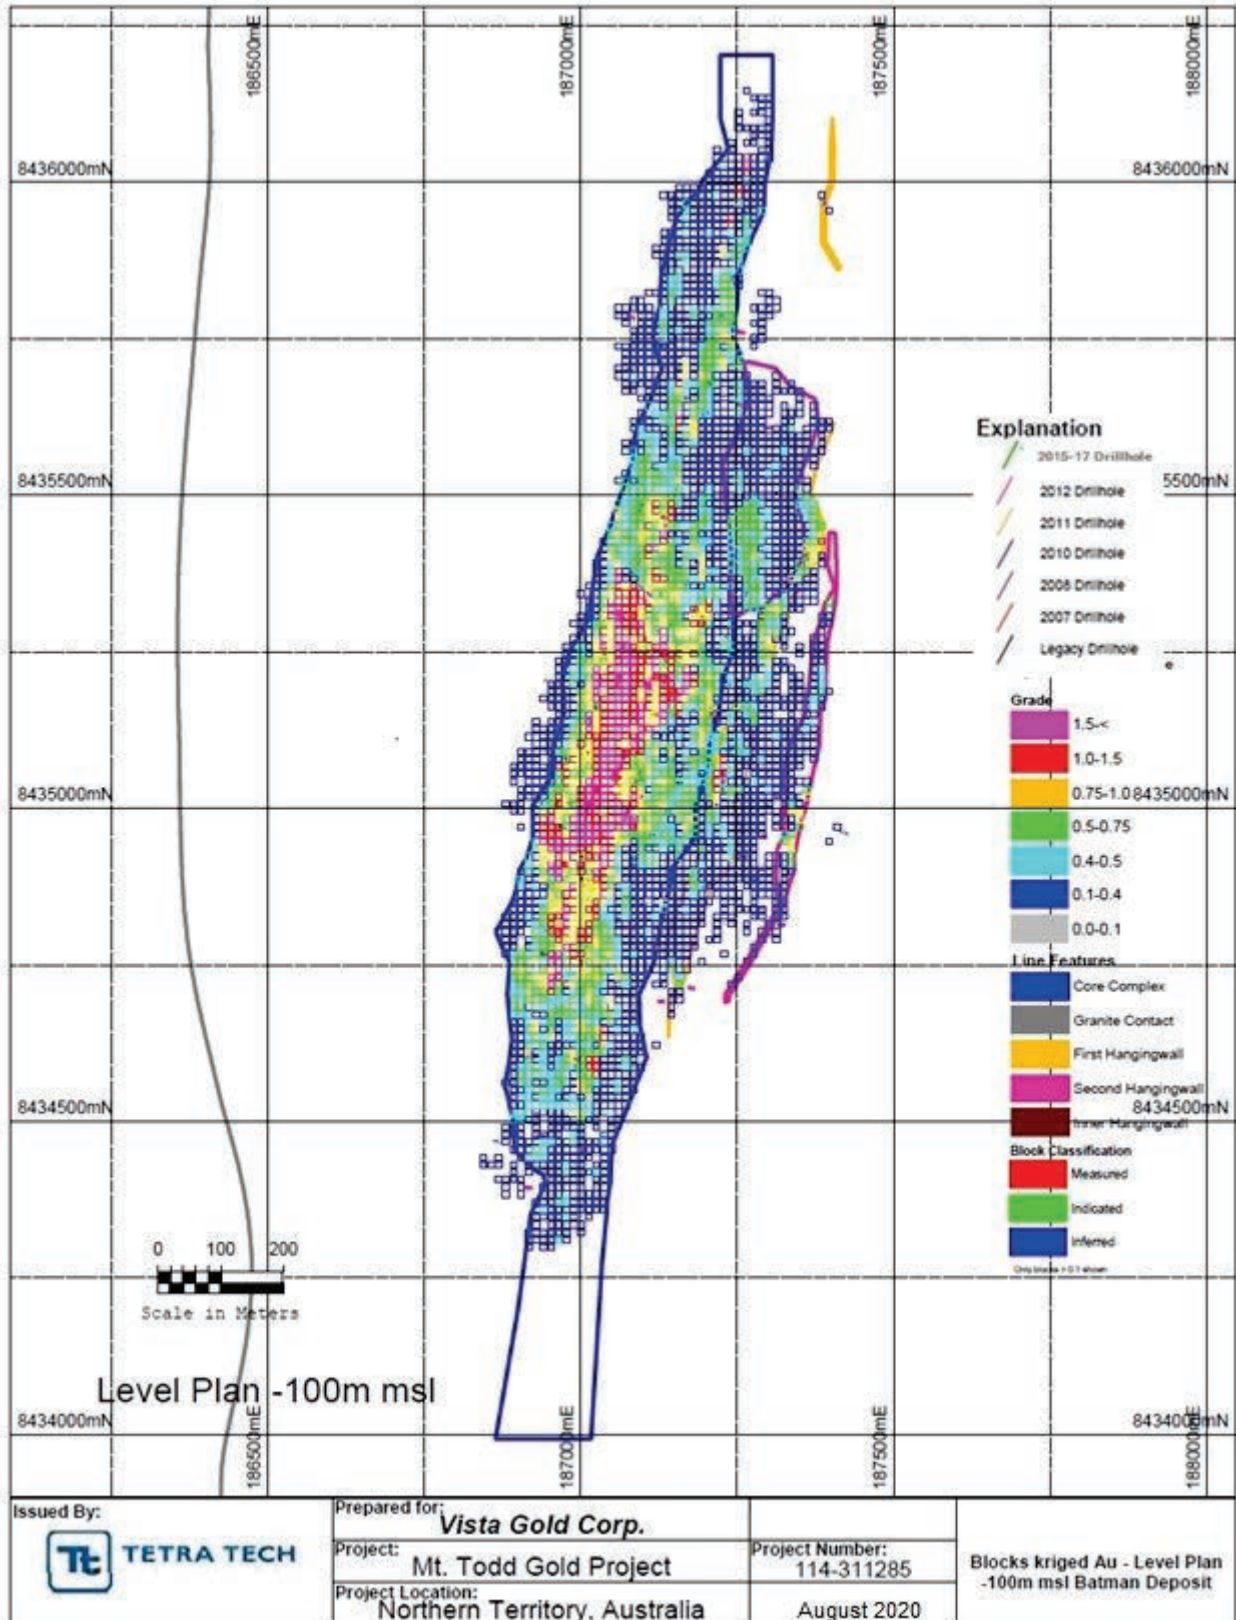 186500mE
187000mE
187500mE
188000mE
8436000mN
8436000mN
Explanation
2015-17 Drillhole
8435500mN
5500mN
2012 Drillhole
2011 Drillhole
2010 Drillhole
2008 Drillhole
2007 Drillhole
Legacy Drillhole
e
Grade
1.5-<
1.0-1.5
8435000mN
0.75-1.0
8435000mN
0.5-0.75
0.4-0.5
0.1-0.4
0.0-0.1
Line Features
Core Complex
Granite Contact
First Hangingwall
Second Hangingwall
8434500mN
8434500mN
Inner Hangingwall
Block Classification
Measured
Indicated
Inferred
Only blocks > 0.1 shown
0 100 200
Scale in Meters
Level Plan -100m msl
8434000mN
8434000mN
186500mE
187000mE
187500mE
188000mE
Issued By:
Tt TETRA TECH
Prepared for:
Vista Gold Corp.
Project:
Mt. Todd Gold Project
Project Number:
114-311285
Project Location:
Northern Territory, Australia
August 2020
Blocks kriged Au - Level Plan
-100m msl Batman Deposit